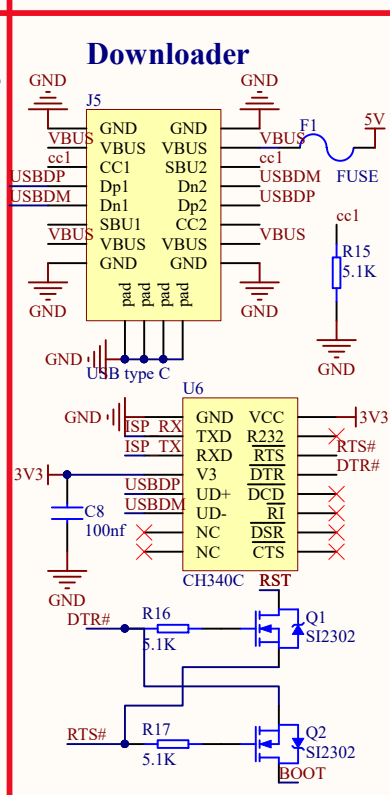 Downloader
GND
GND
J5
GND GND
VBUS VBUS VBUS VBUS F1 5V
cc1 CC1 SBU2 cc1
USBDP Dp1 Dn2 USBDM FUSE
USBDM Dn1 Dp2 USBDP
SBU1 CC2
VBUS VBUS VBUS VBUS
GND GND
GND GND
pad pad pad pad
cc1
R15
5.1K
GND
GND
USB type C
U6
GND GND VCC 3V3
ISP_RX TXD R232
ISP_TX RXD RTS RTS#
3V3 V3 DTR DTR#
USBDP UD+ DCD
USBDM UD- RI
NC DSR
NC CTS
C8
100nf
GND
CH340C
RST
DTR# R16 Q1
5.1K SI2302
RTS# R17 Q2
5.1K SI2302
BOOT